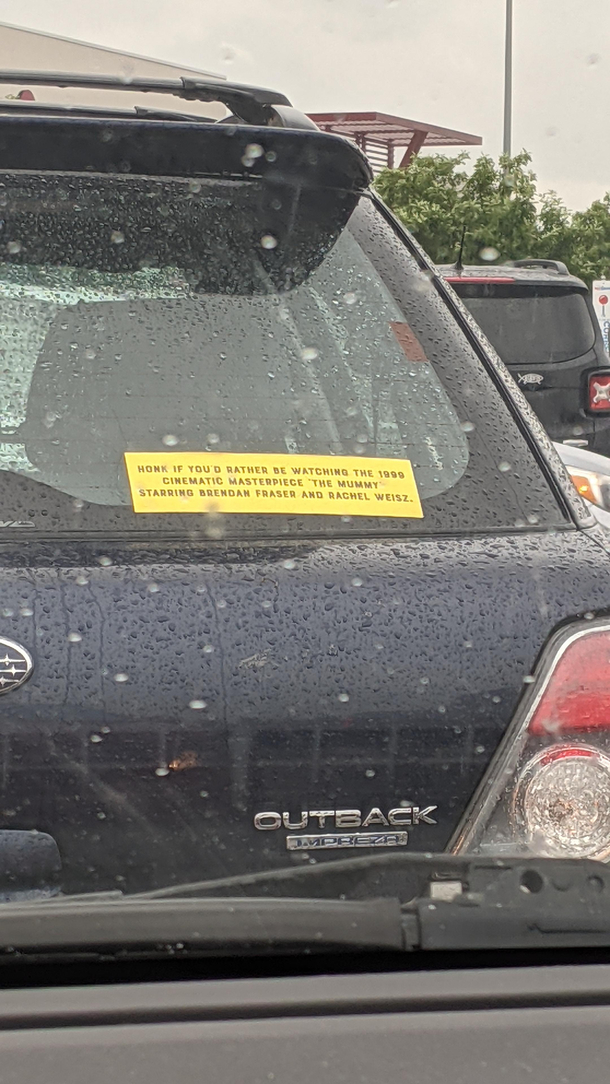 HONK IF YOU'D RATHER BE WATCHING THE 1999
CINEMATIC MASTERPIECE "THE MUMMY"
STARRING BRENDAN FRASER AND RACHEL WEISZ.
OUTBACK
IMPREZA